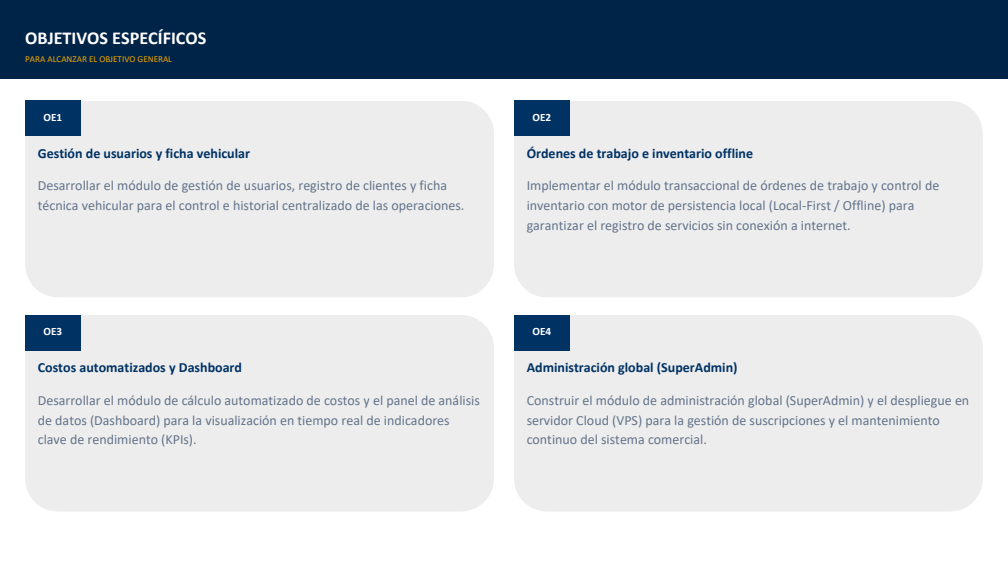 OBJETIVOS ESPECÍFICOS
PARA ALCANZAR EL OBJETIVO GENERAL
OE1
Gestión de usuarios y ficha vehicular
Desarrollar el módulo de gestión de usuarios, registro de clientes y ficha
técnica vehicular para el control e historial centralizado de las operaciones.
OE2
Órdenes de trabajo e inventario offline
Implementar el módulo transaccional de órdenes de trabajo y control de
inventario con motor de persistencia local (Local-First / Offline) para
garantizar el registro de servicios sin conexión a internet.
OE3
Costos automatizados y Dashboard
Desarrollar el módulo de cálculo automatizado de costos y el panel de análisis
de datos (Dashboard) para la visualización en tiempo real de indicadores
clave de rendimiento (KPIs).
OE4
Administración global (SuperAdmin)
Construir el módulo de administración global (SuperAdmin) y el despliegue en
servidor Cloud (VPS) para la gestión de suscripciones y el mantenimiento
continuo del sistema comercial.